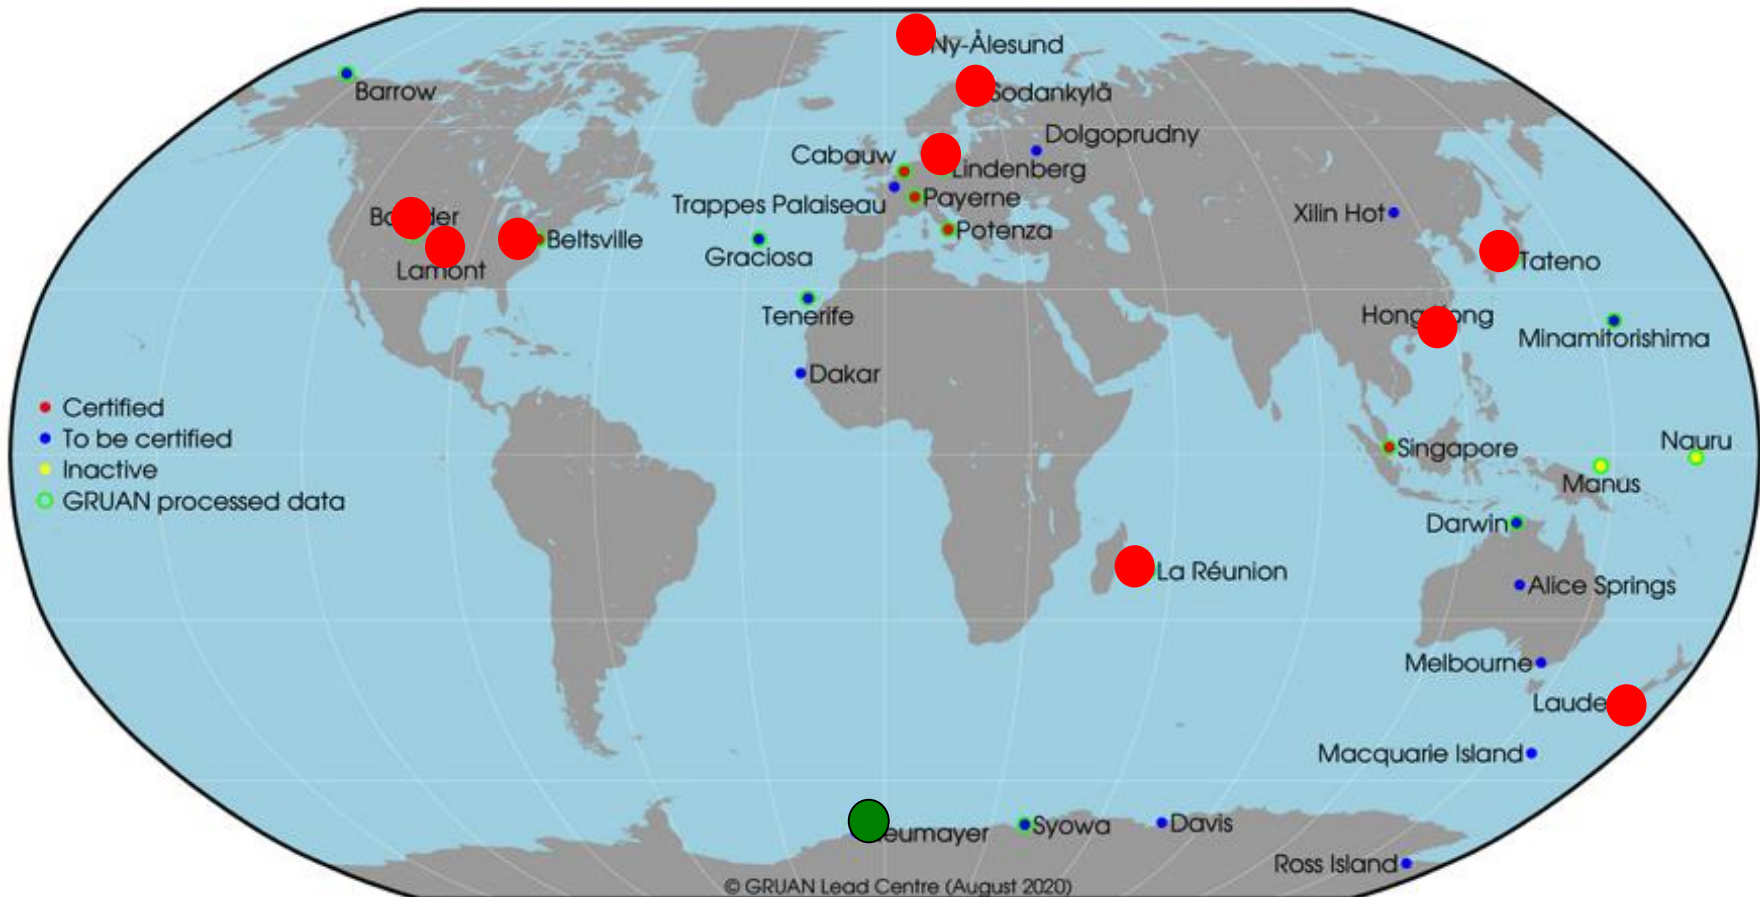 Ny-Ålesund
Barrow
Sodankylä
Dolgoprudny
Cabauw
Lindenberg
Trappes Palaiseau
Payerne
Xilin Hot
Potenza
Beltsville
Graciosa
Tateno
Lamont
Tenerife
Minamitorishima
Dakar
Certified
To be certified
Inactive
GRUAN processed data
Singapore
Nauru
Manus
Darwin
La Réunion
Alice Springs
Melbourne
Laude
Macquarie Island
eumayer
Syowa
Davis
Ross Island
© GRUAN Lead Centre (August 2020)